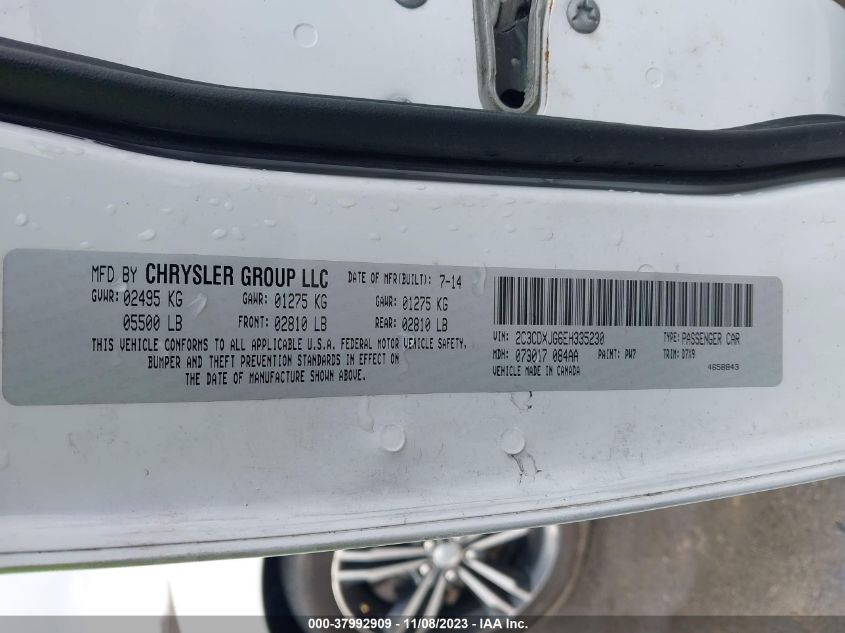 MFD BY CHRYSLER GROUP LLC DATE OF MFR(BUILT): 7-14
GVWR: 02495 KG GAWR: 01275 KG GAWR: 01275 KG
05500 LB FRONT: 02810 LB REAR: 02810 LB
THIS VEHICLE CONFORMS TO ALL APPLICABLE U.S.A. FEDERAL MOTOR VEHICLE SAFETY,
BUMPER AND THEFT PREVENTION STANDARDS IN EFFECT ON
THE DATE OF MANUFACTURE SHOWN ABOVE.
VIN: 2C3CDXJG6EH335230 TYPE: PASSENGER CAR
MDH: 073017 084AA PAINT: PW7 TRIM: D7X9
VEHICLE MADE IN CANADA 4658843
000-37992909 - 11/08/2023 - IAA Inc.